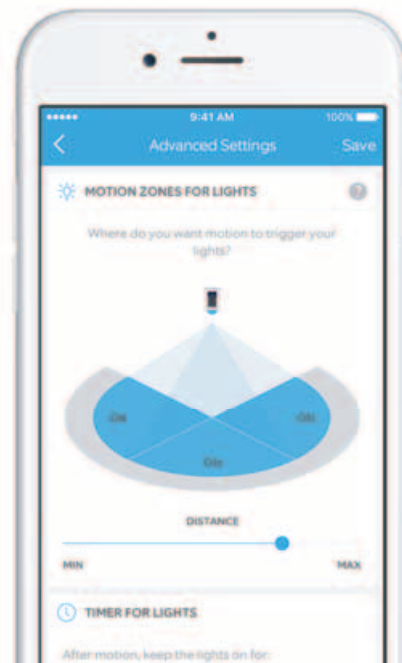 9:41 AM 100%
Advanced Settings Save
MOTION ZONES FOR LIGHTS ?
Where do you want motion to trigger your
lights?
On On
On
DISTANCE
MIN MAX
TIMER FOR LIGHTS
After motion, keep the lights on for: